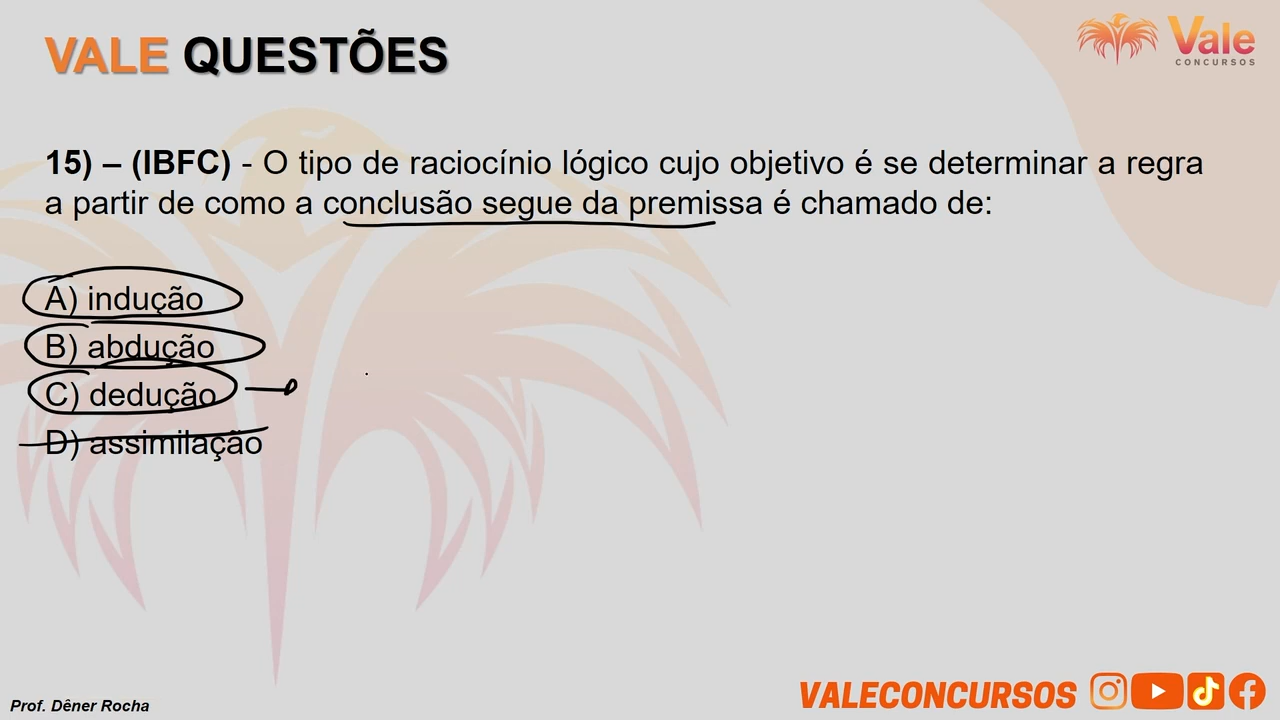 VALE QUESTÕES
Vale
CONCURSOS
15) – (IBFC) - O tipo de raciocínio lógico cujo objetivo é se determinar a regra
a partir de como a conclusão segue da premissa é chamado de:
A) indução
B) abdução
C) dedução
D) assimilação
VALECONCURSOS
Prof. Dêner Rocha